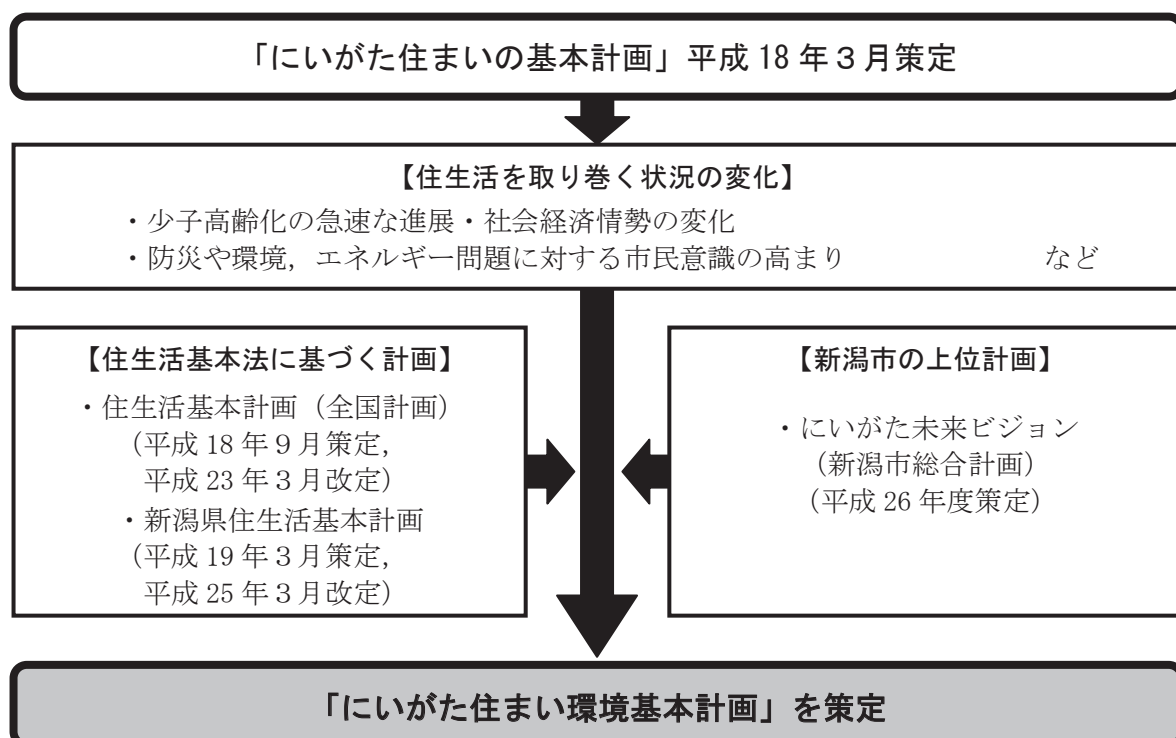 「にいがた住まいの基本計画」平成 18 年３月策定
【住生活を取り巻く状況の変化】
・少子高齢化の急速な進展・社会経済情勢の変化
・防災や環境，エネルギー問題に対する市民意識の高まり など
【住生活基本法に基づく計画】
・住生活基本計画（全国計画）
（平成 18 年９月策定，
平成 23 年３月改定）
・新潟県住生活基本計画
（平成 19 年３月策定，
平成 25 年３月改定）
【新潟市の上位計画】
・にいがた未来ビジョン
（新潟市総合計画）
（平成 26 年度策定）
「にいがた住まい環境基本計画」を策定